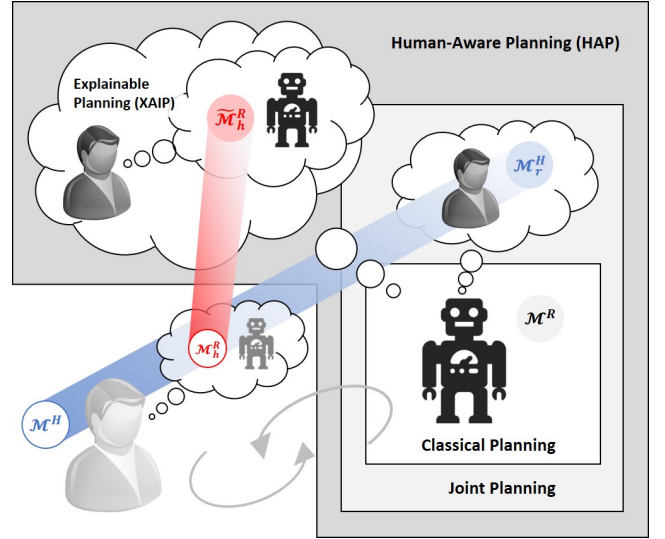 Human-Aware Planning (HAP)
Explainable
Planning (XAIP)
$\widetilde{\mathcal{M}}_h^R$
$\mathcal{M}_r^H$
$\mathcal{M}^R$
$\mathcal{M}_h^R$
$\mathcal{M}^H$
Classical Planning
Joint Planning